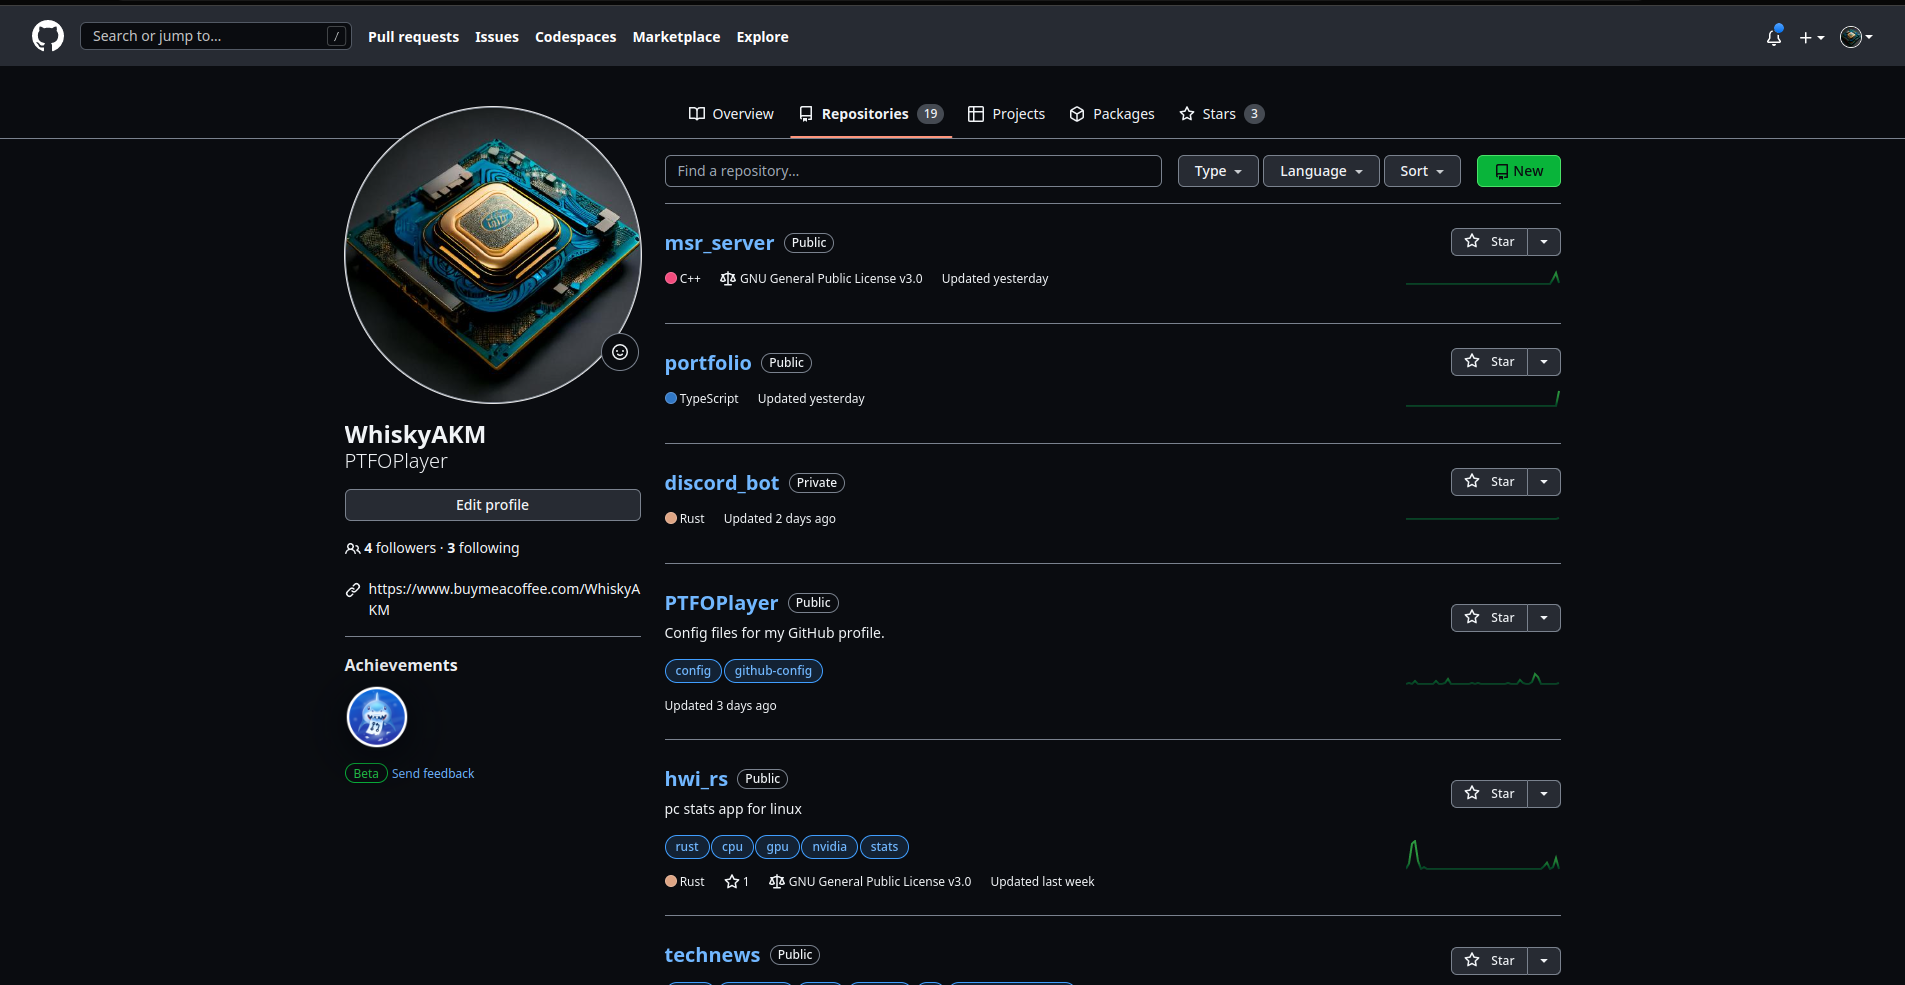 Search or jump to...
/
Pull requests
Issues
Codespaces
Marketplace
Explore
Overview
Repositories 19
Projects
Packages
Stars 3
WhiskyAKM
PTFOPlayer
Edit profile
4 followers · 3 following
https://www.buymeacoffee.com/WhiskyA
KM
Achievements
Beta Send feedback
Find a repository...
Type
Language
Sort
New
msr_server Public
Star
C++ GNU General Public License v3.0 Updated yesterday
portfolio Public
Star
TypeScript Updated yesterday
discord_bot Private
Star
Rust Updated 2 days ago
PTFOPlayer Public
Star
Config files for my GitHub profile.
config github-config
Updated 3 days ago
hwi_rs Public
Star
pc stats app for linux
rust cpu gpu nvidia stats
Rust 1 GNU General Public License v3.0 Updated last week
technews Public
Star